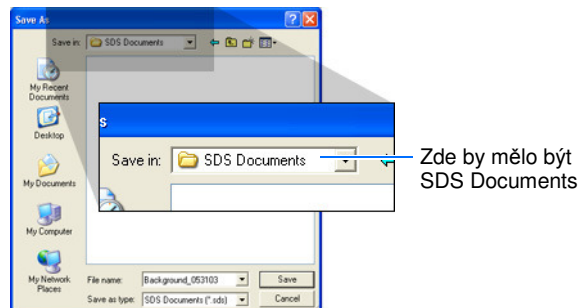 Save As
Save in: SDS Documents
My Recent
Documents
Desktop
My Documents
My Computer
My Network
Places
s
Save in: SDS Documents
Zde by mělo být
SDS Documents
File name: Background_053103 Save
Save as type: SDS Documents (*.sds) Cancel